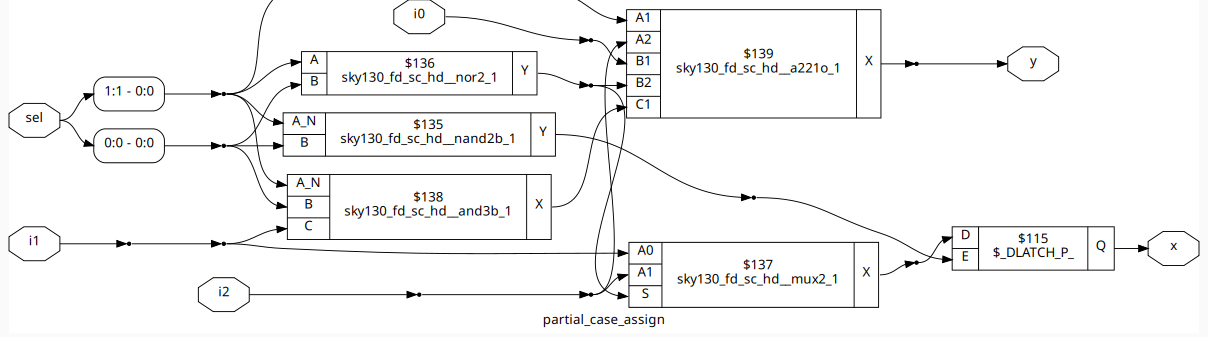 i0
A1
A2
B1
B2
C1
$139
sky130_fd_sc_hd__a221o_1
X
y
A
B
$136
sky130_fd_sc_hd__nor2_1
Y
sel
1:1 - 0:0
0:0 - 0:0
A_N
B
$135
sky130_fd_sc_hd__nand2b_1
Y
A_N
B
C
$138
sky130_fd_sc_hd__and3b_1
X
i1
i2
A0
A1
S
$137
sky130_fd_sc_hd__mux2_1
X
D
E
$115
$_DLATCH_P_
Q
x
partial_case_assign